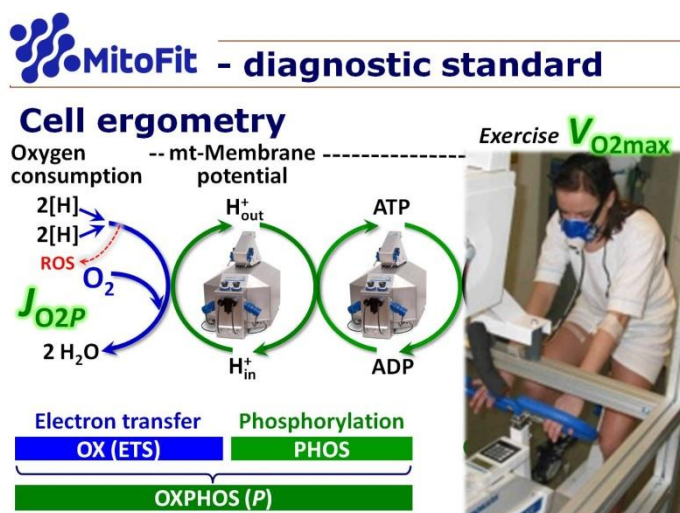 MitoFit - diagnostic standard
Cell ergometry
Exercise V̇O2max
Oxygen -- mt-Membrane ----------------
consumption potential
2[H]
2[H]
ROS
O₂
JO2P
2 H₂O
H⁺out
H⁺in
ATP
ADP
Electron transfer Phosphorylation
OX (ETS) PHOS
OXPHOS (P)